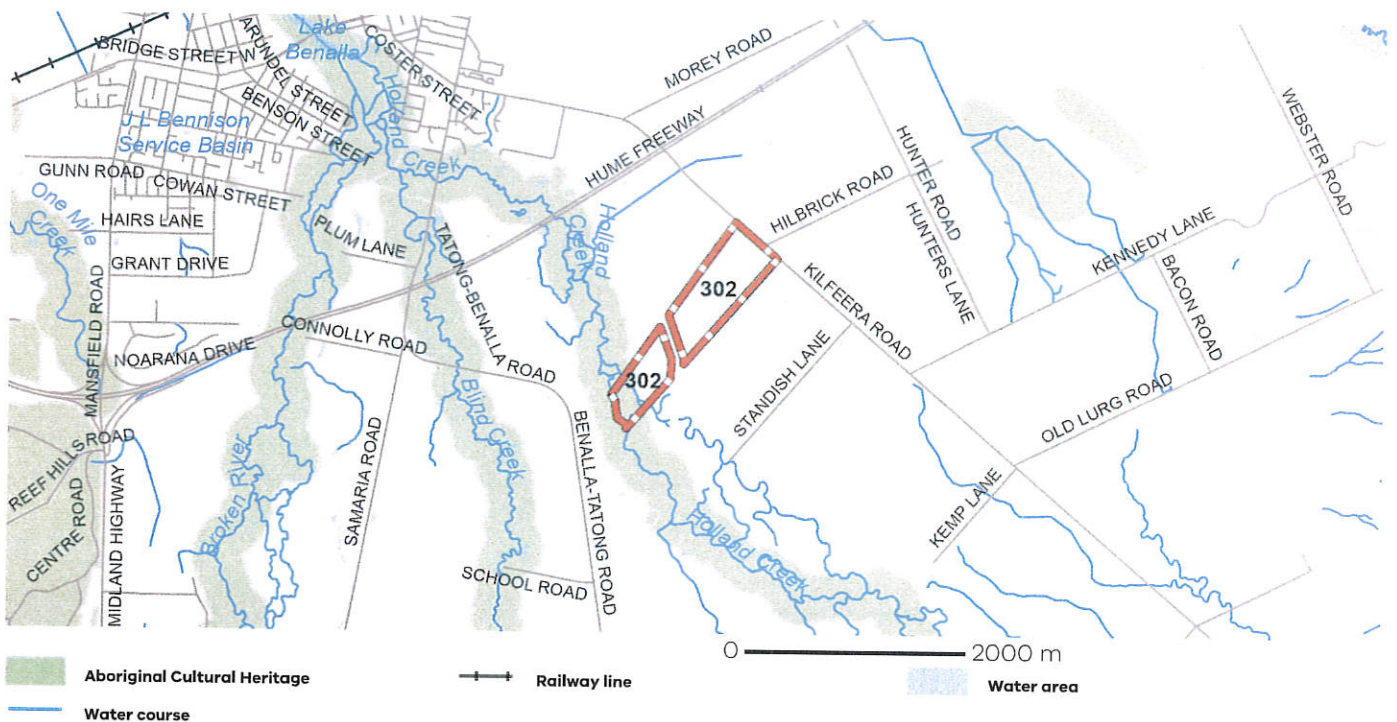 Lake
Benalla
BRIDGE STREET N
ARUNDEL STREET
COSTER STREET
BENSON STREET
Holland
Creek
MOREY ROAD
HUME FREEWAY
WEBSTER ROAD
J L Bennison
Service Basin
GUNN ROAD
COWAN STREET
One Mile
Creek
HAIRS LANE
GRANT DRIVE
PLUM LANE
TATONG-BENALLA ROAD
Holland
Creek
HILBRICK ROAD
HUNTER ROAD
HUNTERS LANE
KENNEDY LANE
BACON ROAD
302
KILFEERA ROAD
MANSFIELD ROAD
NOARANA DRIVE
CONNOLLY ROAD
302
STANDISH LANE
OLD LURG ROAD
Blind Creek
BENALLA-TATONG ROAD
REEF HILLS ROAD
CENTRE ROAD
MIDLAND HIGHWAY
Broken River
SAMARIA ROAD
SCHOOL ROAD
Holland Creek
KEMP LANE
0 2000 m
Aboriginal Cultural Heritage
Railway line
Water area
Water course